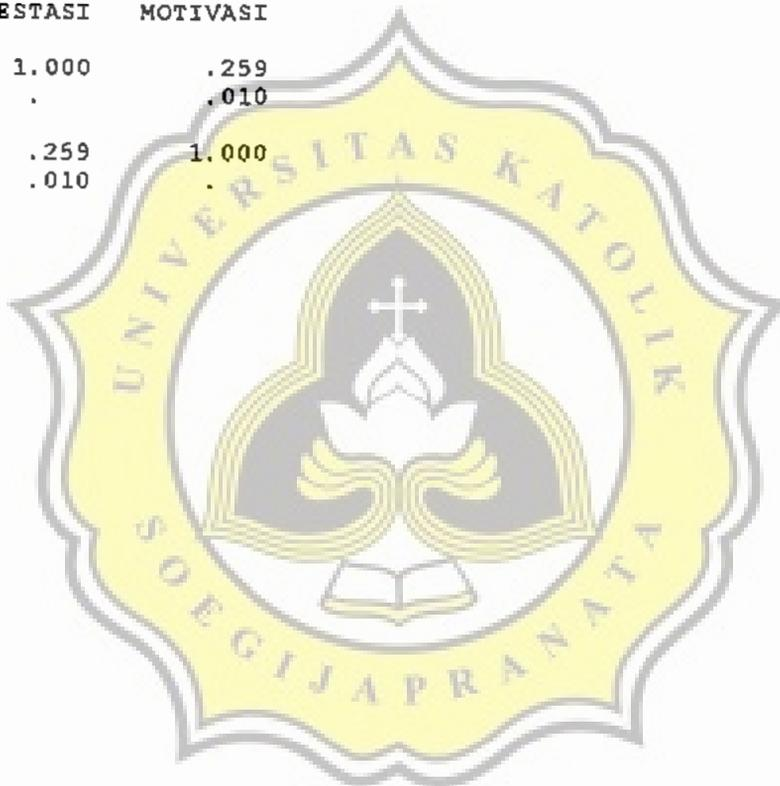 ESTASI MOTIVASI
1.000 .259
. .010
.259 1.000
.010 .
UNIVERSITAS KATOLIK
SOEGIJAPRANATA